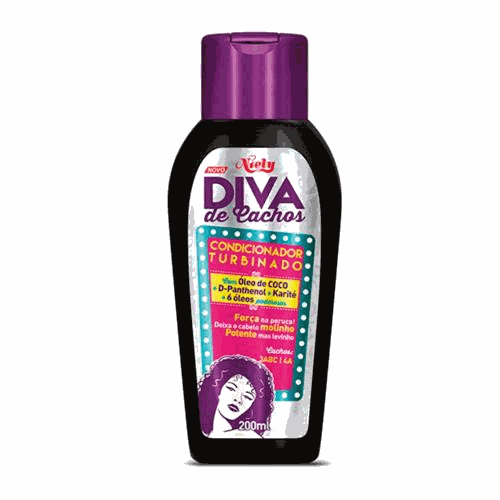 Niely
NOVO
DIVA
de Cachos
CONDICIONADOR
TURBINADO
Com Óleo de COCO
+ D-Panthenol + Karité
+ 6 óleos poderosos
Força na peruca!
Deixa o cabelo molinho
Potente mas levinho
Cachos:
3ABC | 4A
200ml